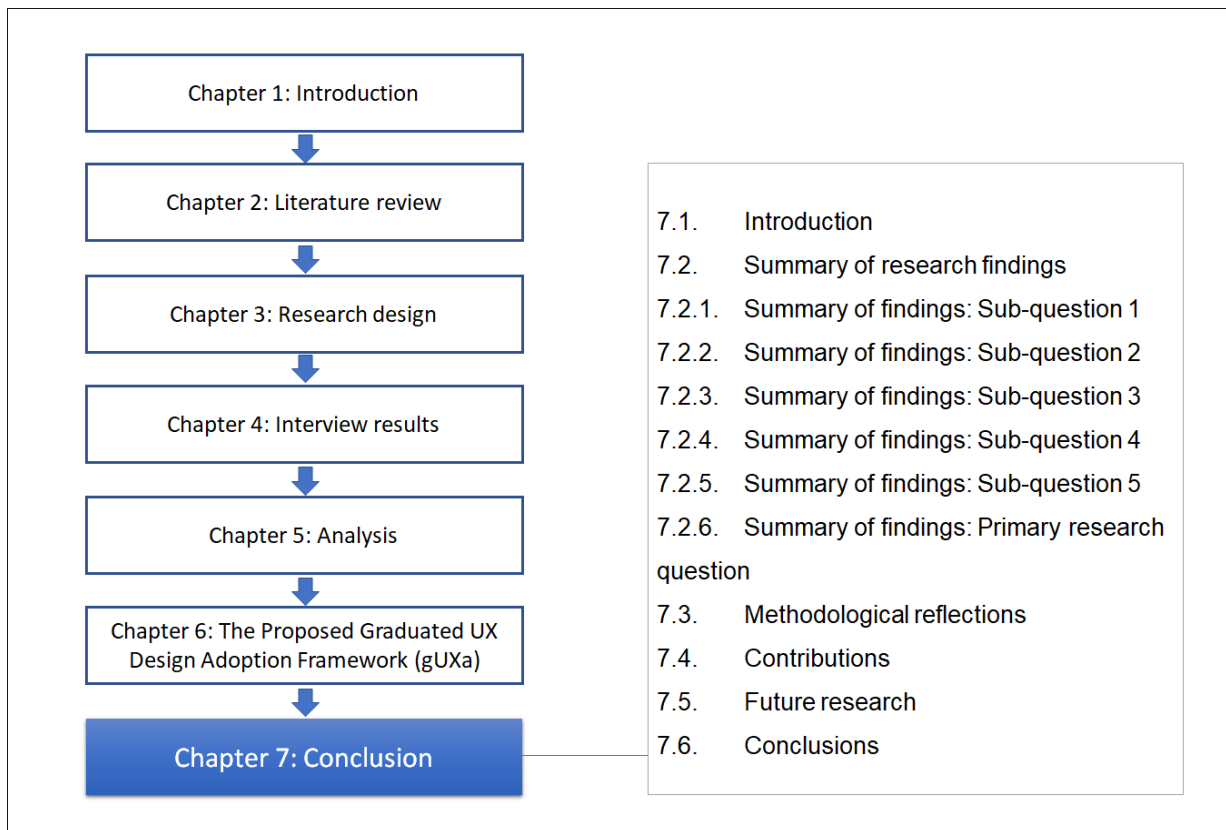 Chapter 1: Introduction
Chapter 2: Literature review
Chapter 3: Research design
Chapter 4: Interview results
Chapter 5: Analysis
Chapter 6: The Proposed Graduated UX
Design Adoption Framework (gUXa)
Chapter 7: Conclusion
7.1. Introduction
7.2. Summary of research findings
7.2.1. Summary of findings: Sub-question 1
7.2.2. Summary of findings: Sub-question 2
7.2.3. Summary of findings: Sub-question 3
7.2.4. Summary of findings: Sub-question 4
7.2.5. Summary of findings: Sub-question 5
7.2.6. Summary of findings: Primary research
question
7.3. Methodological reflections
7.4. Contributions
7.5. Future research
7.6. Conclusions